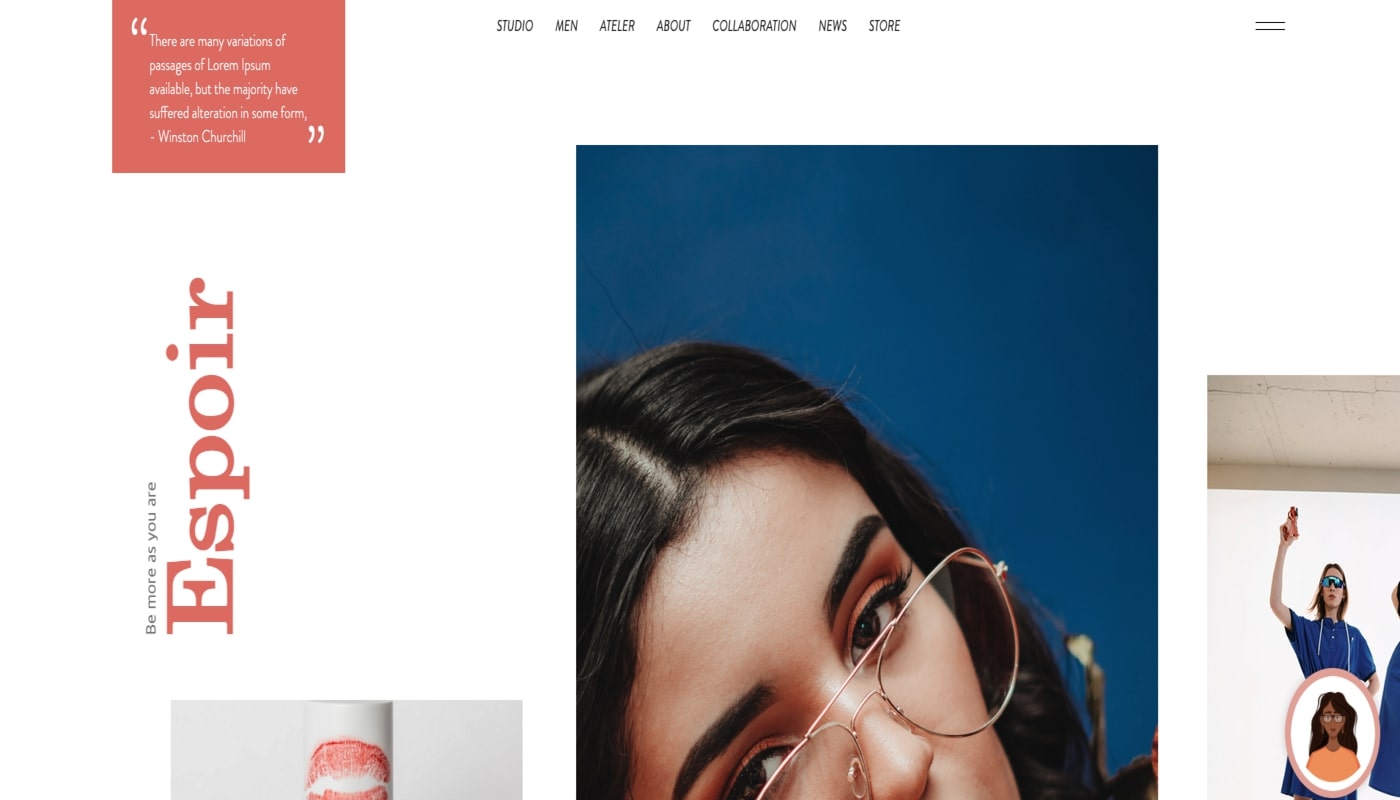 STUDIO MEN ATELER ABOUT COLLABORATION NEWS STORE
“There are many variations of
passages of Lorem Ipsum
available, but the majority have
suffered alteration in some form,
- Winston Churchill ”
Be more as you are
Espoir